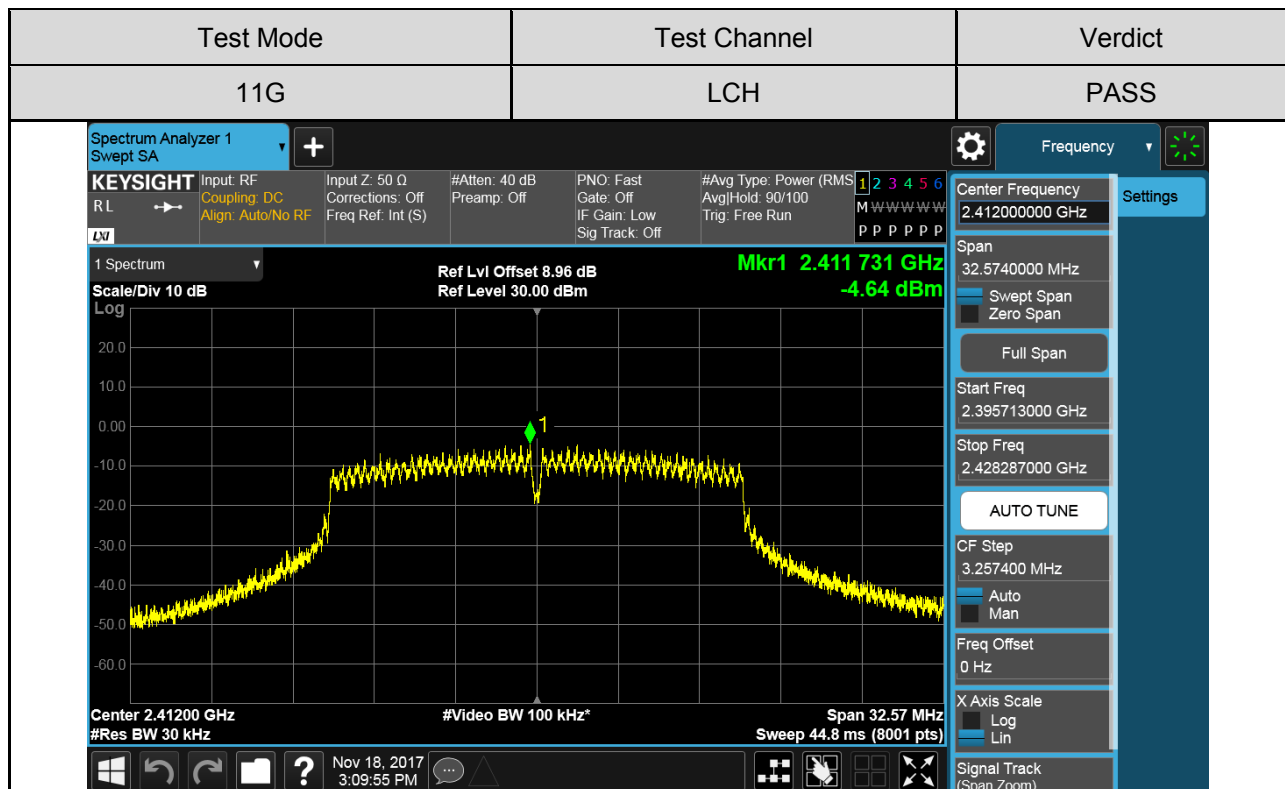 Test Mode Test Channel Verdict
11G LCH PASS
Spectrum Analyzer 1
Swept SA
+
Frequency
KEYSIGHT Input: RF Input Z: 50 Ω #Atten: 40 dB PNO: Fast #Avg Type: Power (RMS 1 2 3 4 5 6
R L Coupling: DC Corrections: Off Preamp: Off Gate: Off Avg|Hold: 90/100 M W W W W W
Align: Auto/No RF Freq Ref: Int (S) IF Gain: Low Trig: Free Run
LXI Sig Track: Off P P P P P P
1 Spectrum Ref Lvl Offset 8.96 dB Mkr1 2.411 731 GHz
Scale/Div 10 dB Ref Level 30.00 dBm -4.64 dBm
Log
20.0
10.0
0.00
1
-10.0
-20.0
-30.0
-40.0
-50.0
-60.0
Center 2.41200 GHz #Video BW 100 kHz* Span 32.57 MHz
#Res BW 30 kHz Sweep 44.8 ms (8001 pts)
? Nov 18, 2017
3:09:55 PM
Settings
Center Frequency
2.412000000 GHz
Span
32.5740000 MHz
Swept Span
Zero Span
Full Span
Start Freq
2.395713000 GHz
Stop Freq
2.428287000 GHz
AUTO TUNE
CF Step
3.257400 MHz
Auto
Man
Freq Offset
0 Hz
X Axis Scale
Log
Lin
Signal Track
(Span Zoom)